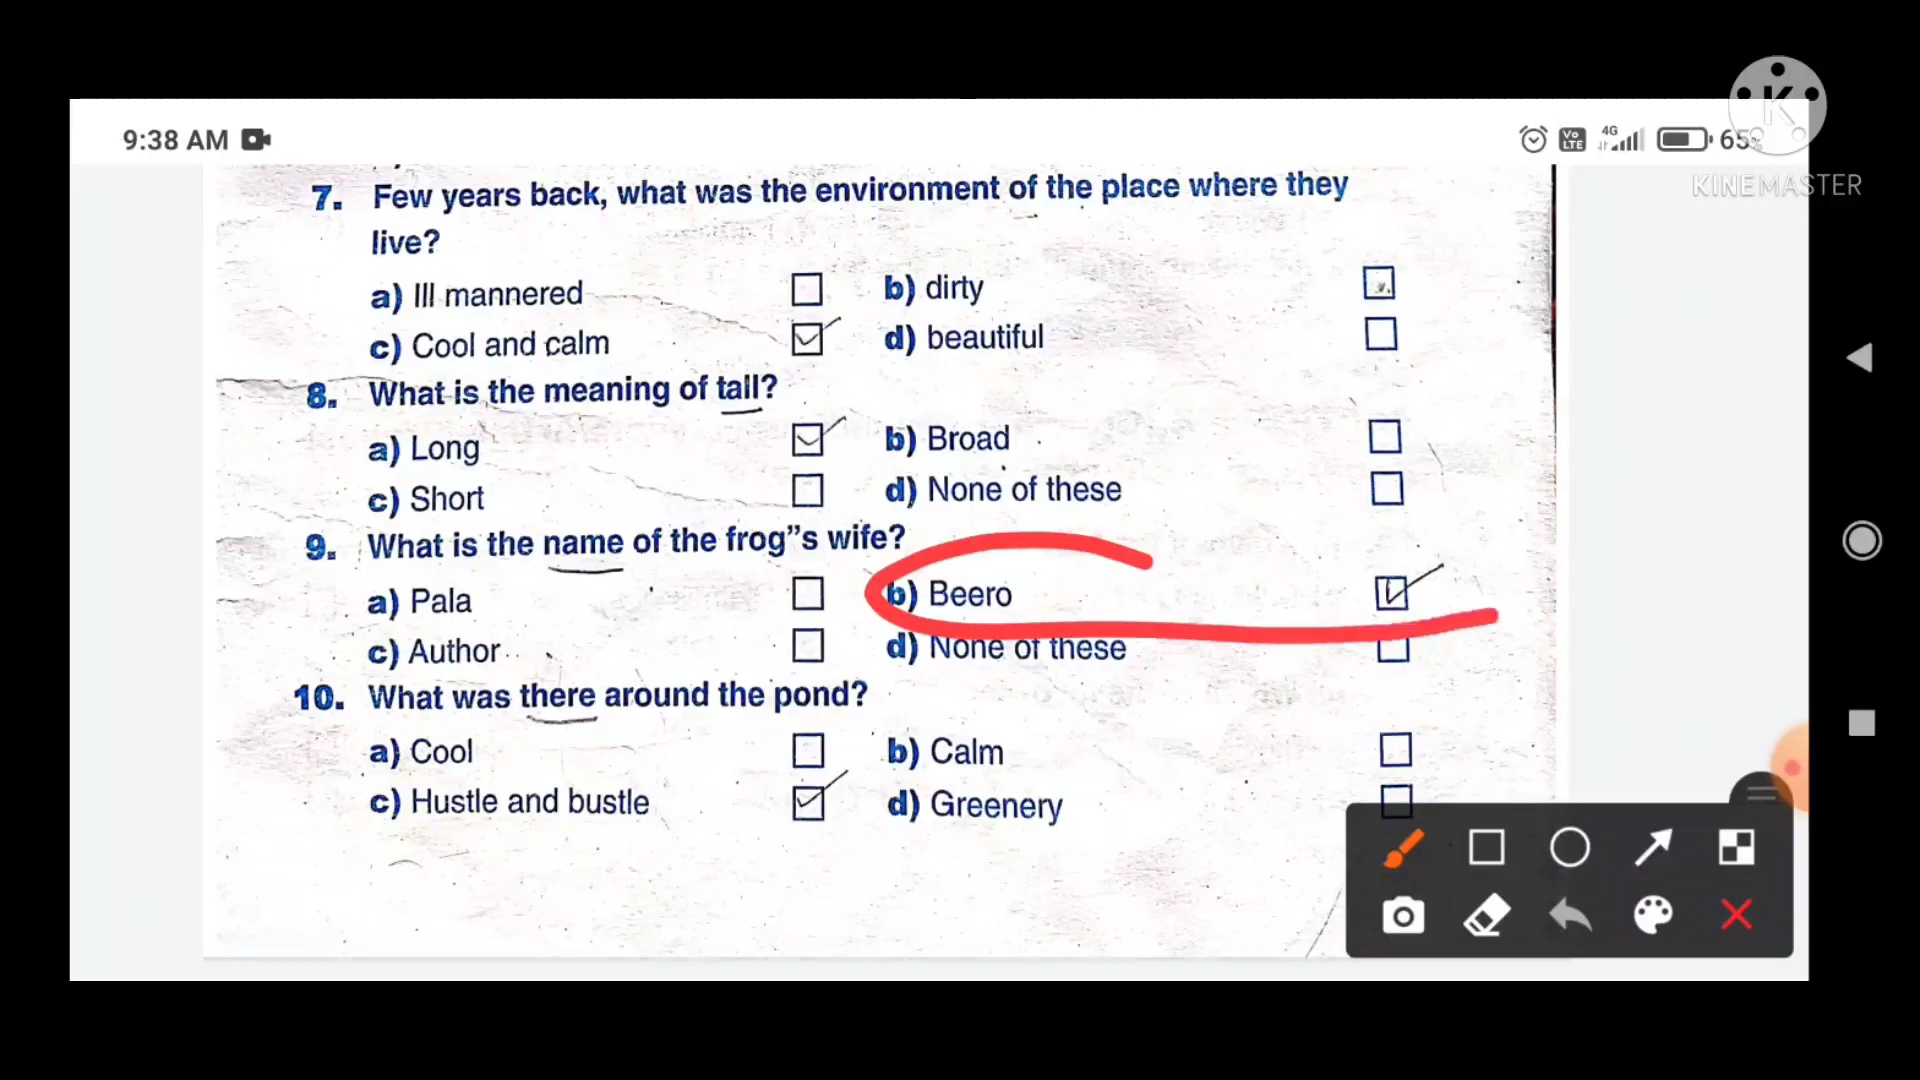 9:38 AM
Vo LTE 4G 65%
KINEMASTER
7. Few years back, what was the environment of the place where they
live?
a) Ill mannered b) dirty
c) Cool and calm d) beautiful
8. What is the meaning of tall?
a) Long b) Broad
c) Short d) None of these
9. What is the name of the frog"s wife?
a) Pala b) Beero
c) Author d) None of these
10. What was there around the pond?
a) Cool b) Calm
c) Hustle and bustle d) Greenery